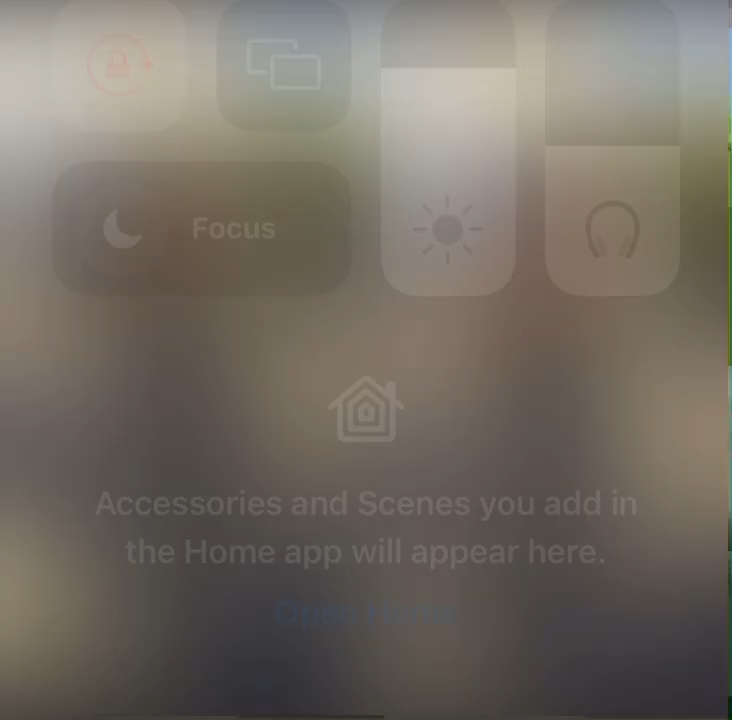 Focus
Accessories and Scenes you add in
the Home app will appear here.
Open Home